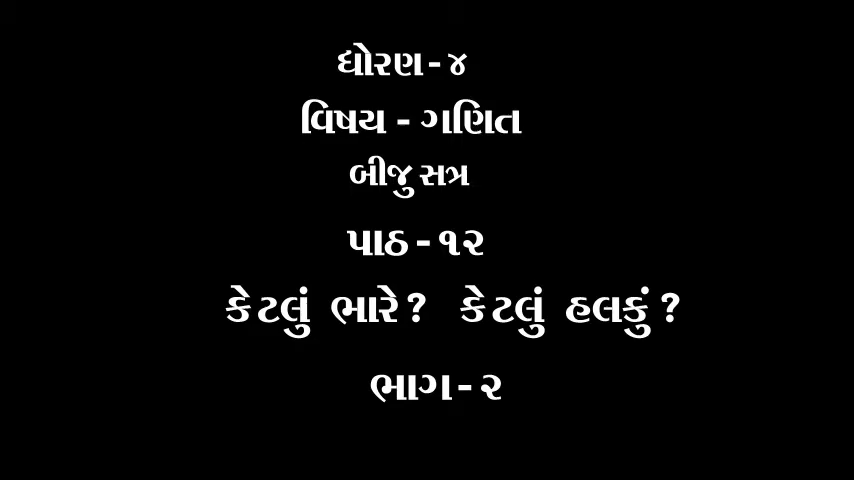 ધોરણ - ૪
વિષય - ગણિત
બીજુ સત્ર
પાઠ - ૧૨
કેટલું ભારે? કેટલું હલકું?
ભાગ - ૨